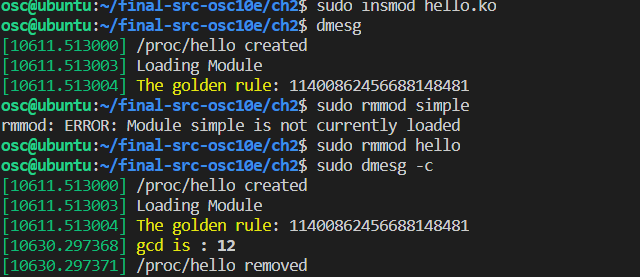 osc@ubuntu:~/final-src-osc10e/ch2$ sudo insmod hello.ko
osc@ubuntu:~/final-src-osc10e/ch2$ dmesg
[10611.513000] /proc/hello created
[10611.513003] Loading Module
[10611.513004] The golden rule: 11400862456688148481
osc@ubuntu:~/final-src-osc10e/ch2$ sudo rmmod simple
rmmod: ERROR: Module simple is not currently loaded
osc@ubuntu:~/final-src-osc10e/ch2$ sudo rmmod hello
osc@ubuntu:~/final-src-osc10e/ch2$ sudo dmesg -c
[10611.513000] /proc/hello created
[10611.513003] Loading Module
[10611.513004] The golden rule: 11400862456688148481
[10630.297368] gcd is : 12
[10630.297371] /proc/hello removed